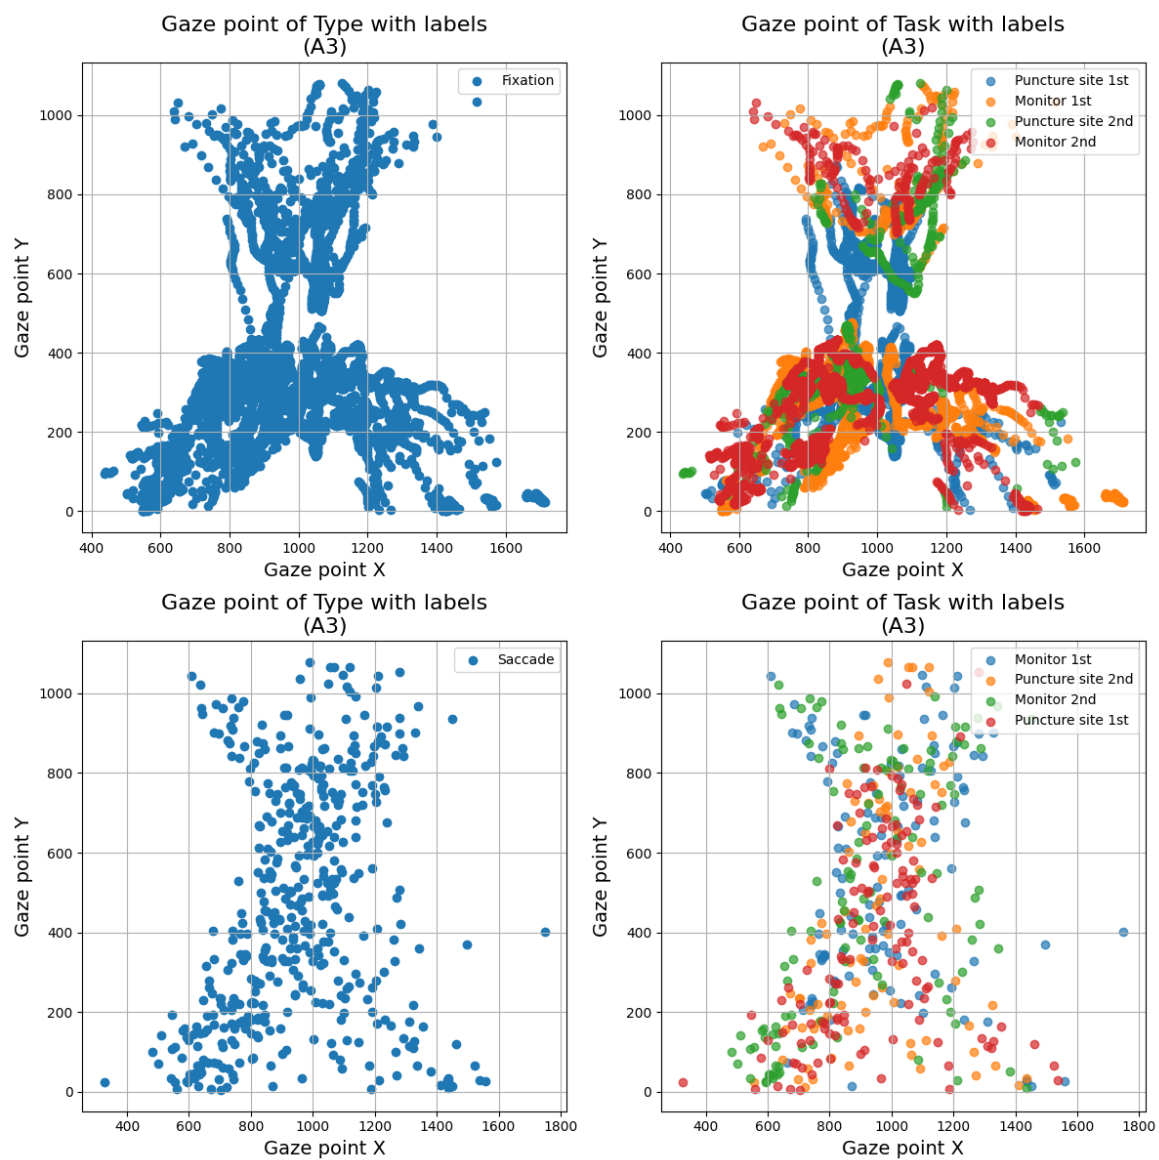 Gaze point of Type with labels
(A3)
Fixation
1000
800
600
400
200
0
Gaze point Y
400 600 800 1000 1200 1400 1600
Gaze point X
Gaze point of Task with labels
(A3)
Puncture site 1st
Monitor 1st
Puncture site 2nd
Monitor 2nd
1000
800
600
400
200
0
Gaze point Y
400 600 800 1000 1200 1400 1600
Gaze point X
Gaze point of Type with labels
(A3)
Saccade
1000
800
600
400
200
0
Gaze point Y
400 600 800 1000 1200 1400 1600 1800
Gaze point X
Gaze point of Task with labels
(A3)
Monitor 1st
Puncture site 2nd
Monitor 2nd
Puncture site 1st
1000
800
600
400
200
0
Gaze point Y
400 600 800 1000 1200 1400 1600 1800
Gaze point X